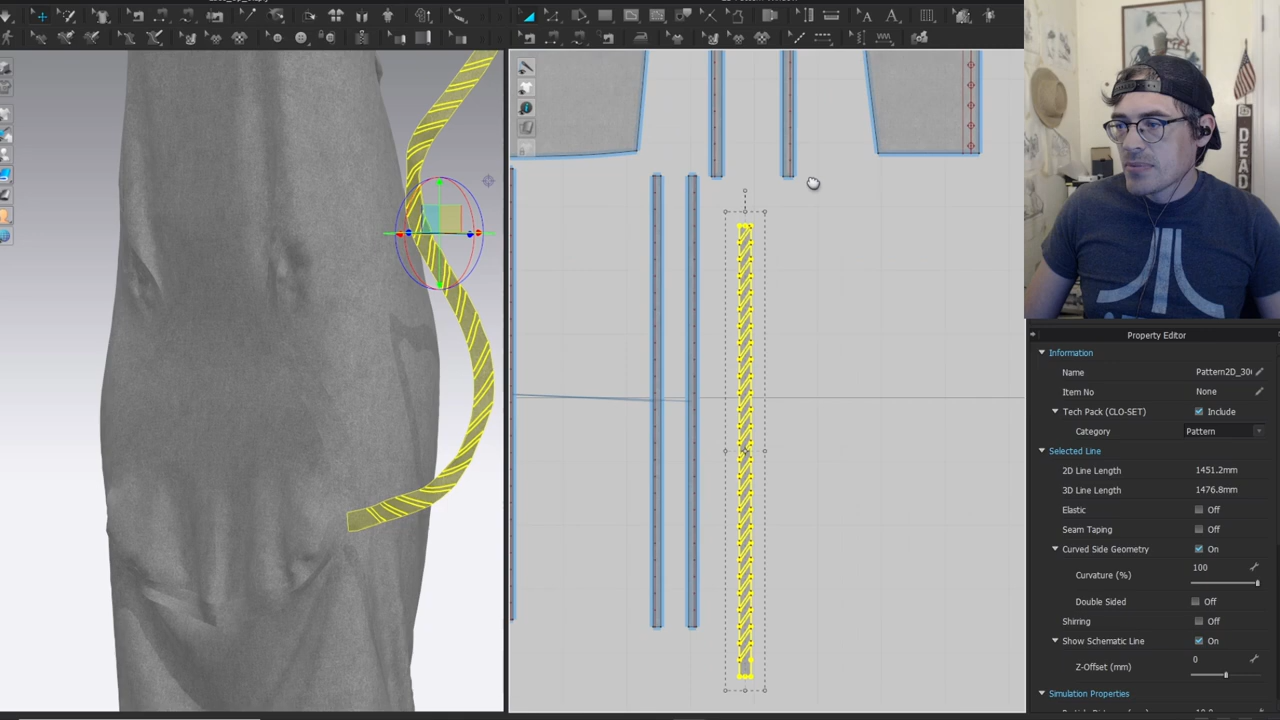 A
A
DEAD
Property Editor
Information
Name Pattern2D_30
Item No None
Tech Pack (CLO-SET) Include
Category Pattern
Selected Line
2D Line Length 1451.2mm
3D Line Length 1476.8mm
Elastic Off
Seam Taping Off
Curved Side Geometry On
Curvature (%) 100
Double Sided Off
Shirring Off
Show Schematic Line On
Z-Offset (mm) 0
Simulation Properties